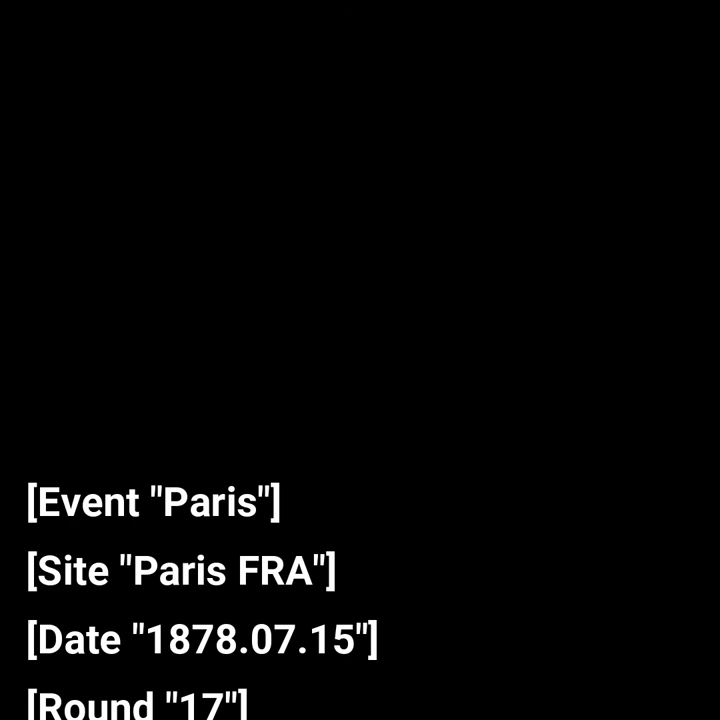 [Event "Paris"]
[Site "Paris FRA"]
[Date "1878.07.15"]
[Round "17"]